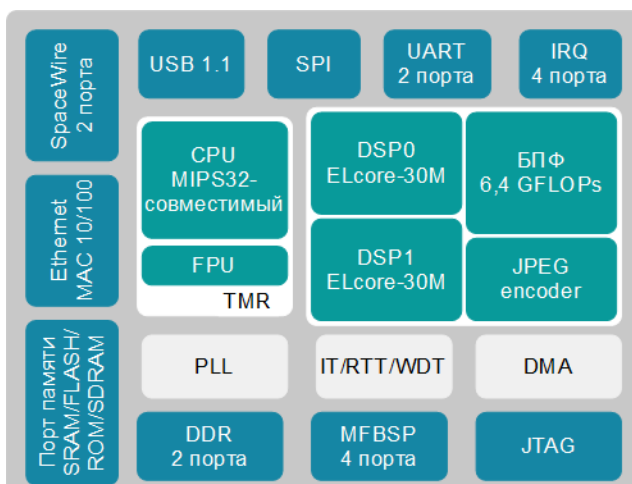 SpaceWire
2 порта
USB 1.1
SPI
UART
2 порта
IRQ
4 порта
CPU
MIPS32-
совместимый
FPU
TMR
DSP0
ELcore-30M
БПФ
6,4 GFLOPs
DSP1
ELcore-30M
JPEG
encoder
Ethernet
MAC 10/100
Порт памяти
SRAM/FLASH/
ROM/SDRAM
PLL
IT/RTT/WDT
DMA
DDR
2 порта
MFBSP
4 порта
JTAG